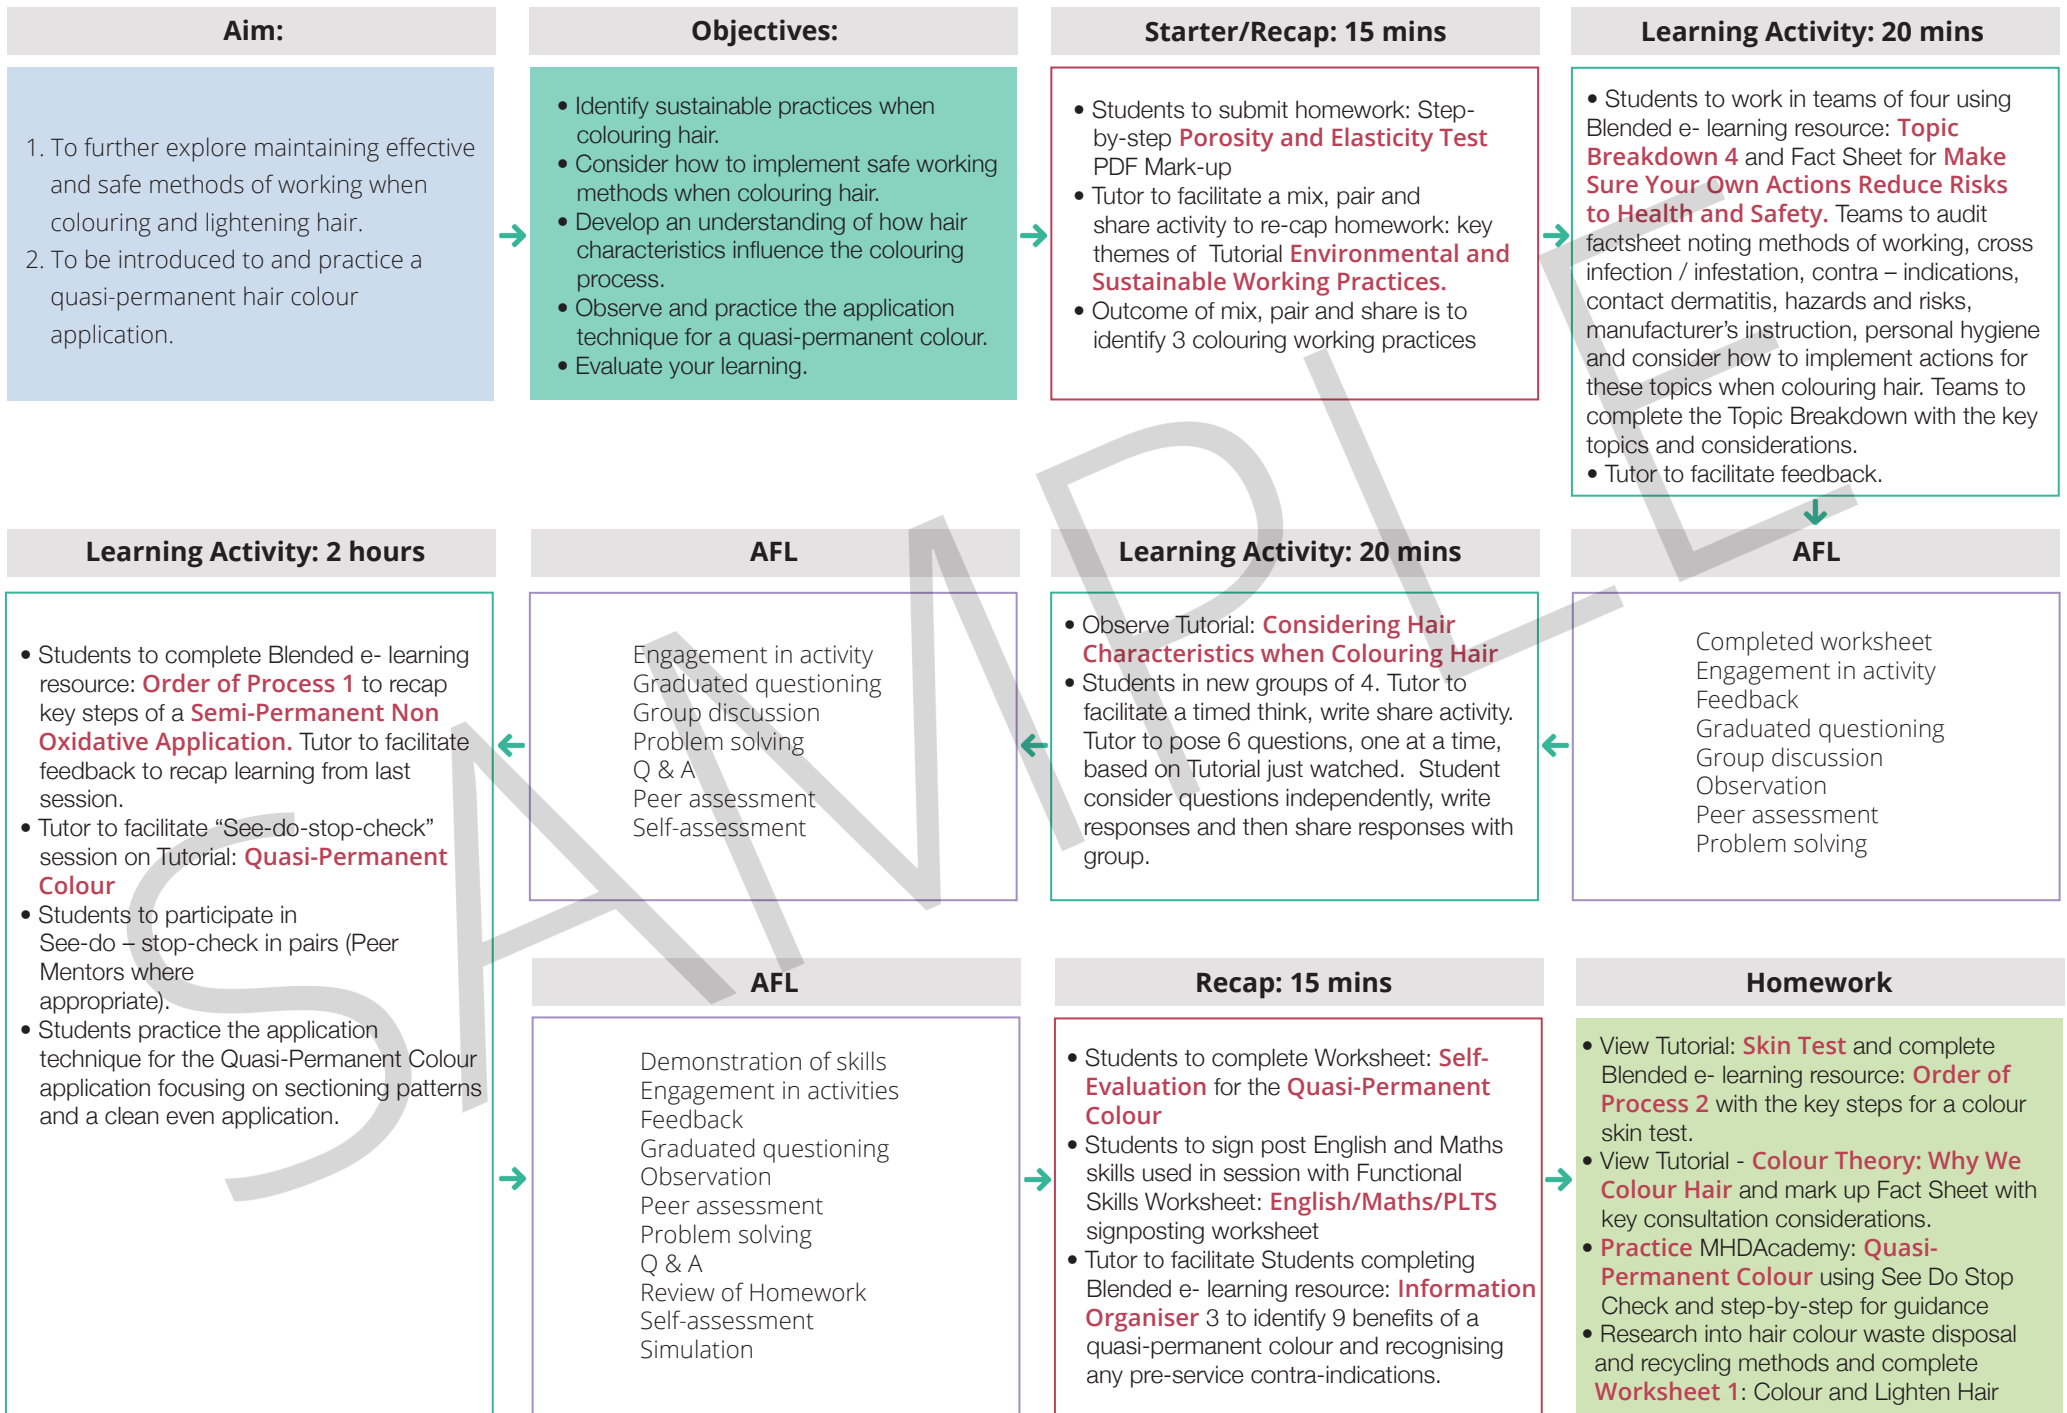 Aim:
1. To further explore maintaining effective
and safe methods of working when
colouring and lightening hair.
2. To be introduced to and practice a
quasi-permanent hair colour
application.
Objectives:
• Identify sustainable practices when
colouring hair.
• Consider how to implement safe working
methods when colouring hair.
• Develop an understanding of how hair
characteristics influence the colouring
process.
• Observe and practice the application
technique for a quasi-permanent colour.
• Evaluate your learning.
Starter/Recap: 15 mins
• Students to submit homework: Step-
by-step Porosity and Elasticity Test
PDF Mark-up
• Tutor to facilitate a mix, pair and
share activity to re-cap homework: key
themes of Tutorial Environmental and
Sustainable Working Practices.
• Outcome of mix, pair and share is to
identify 3 colouring working practices
Learning Activity: 20 mins
• Students to work in teams of four using
Blended e- learning resource: Topic
Breakdown 4 and Fact Sheet for Make
Sure Your Own Actions Reduce Risks
to Health and Safety. Teams to audit
factsheet noting methods of working, cross
infection / infestation, contra – indications,
contact dermatitis, hazards and risks,
manufacturer's instruction, personal hygiene
and consider how to implement actions for
these topics when colouring hair. Teams to
complete the Topic Breakdown with the key
topics and considerations.
• Tutor to facilitate feedback.
AFL
Completed worksheet
Engagement in activity
Feedback
Graduated questioning
Group discussion
Observation
Peer assessment
Problem solving
Learning Activity: 20 mins
• Observe Tutorial: Considering Hair
Characteristics when Colouring Hair
• Students in new groups of 4. Tutor to
facilitate a timed think, write share activity.
Tutor to pose 6 questions, one at a time,
based on Tutorial just watched. Student
consider questions independently, write
responses and then share responses with
group.
AFL
Engagement in activity
Graduated questioning
Group discussion
Problem solving
Q & A
Peer assessment
Self-assessment
Learning Activity: 2 hours
• Students to complete Blended e- learning
resource: Order of Process 1 to recap
key steps of a Semi-Permanent Non
Oxidative Application. Tutor to facilitate
feedback to recap learning from last
session.
• Tutor to facilitate “See-do-stop-check”
session on Tutorial: Quasi-Permanent
Colour
• Students to participate in
See-do – stop-check in pairs (Peer
Mentors where
appropriate).
• Students practice the application
technique for the Quasi-Permanent Colour
application focusing on sectioning patterns
and a clean even application.
AFL
Demonstration of skills
Engagement in activities
Feedback
Graduated questioning
Observation
Peer assessment
Problem solving
Q & A
Review of Homework
Self-assessment
Simulation
Recap: 15 mins
• Students to complete Worksheet: Self-
Evaluation for the Quasi-Permanent
Colour
• Students to sign post English and Maths
skills used in session with Functional
Skills Worksheet: English/Maths/PLTS
signposting worksheet
• Tutor to facilitate Students completing
Blended e- learning resource: Information
Organiser 3 to identify 9 benefits of a
quasi-permanent colour and recognising
any pre-service contra-indications.
Homework
• View Tutorial: Skin Test and complete
Blended e- learning resource: Order of
Process 2 with the key steps for a colour
skin test.
• View Tutorial - Colour Theory: Why We
Colour Hair and mark up Fact Sheet with
key consultation considerations.
• Practice MHDAcademy: Quasi-
Permanent Colour using See Do Stop
Check and step-by-step for guidance
• Research into hair colour waste disposal
and recycling methods and complete
Worksheet 1: Colour and Lighten Hair
SAMPLE